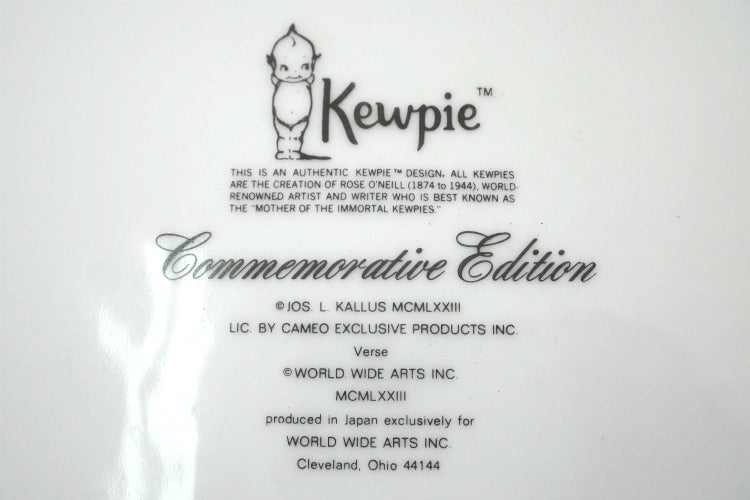 Kewpie™
THIS IS AN AUTHENTIC KEWPIE™ DESIGN. ALL KEWPIES
ARE THE CREATION OF ROSE O'NEILL (1874 to 1944), WORLD-
RENOWNED ARTIST AND WRITER WHO IS BEST KNOWN AS
THE "MOTHER OF THE IMMORTAL KEWPIES."
Commemorative Edition
© JOS. L. KALLUS MCMLXXIII
LIC. BY CAMEO EXCLUSIVE PRODUCTS INC.
Verse
© WORLD WIDE ARTS INC.
MCMLXXIII
produced in Japan exclusively for
WORLD WIDE ARTS INC.
Cleveland, Ohio 44144